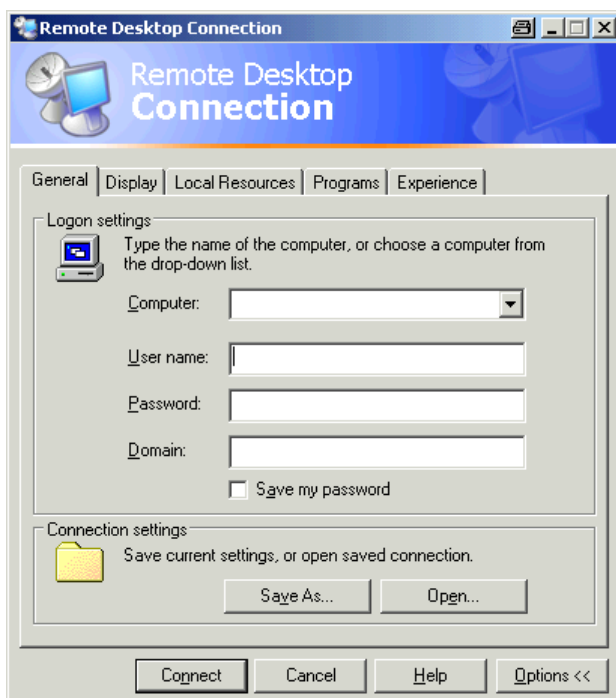 Remote Desktop Connection
Remote Desktop
Connection
General Display Local Resources Programs Experience
Logon settings
Type the name of the computer, or choose a computer from
the drop-down list.
Computer:
User name:
Password:
Domain:
Save my password
Connection settings
Save current settings, or open saved connection.
Save As... Open...
Connect Cancel Help Options <<